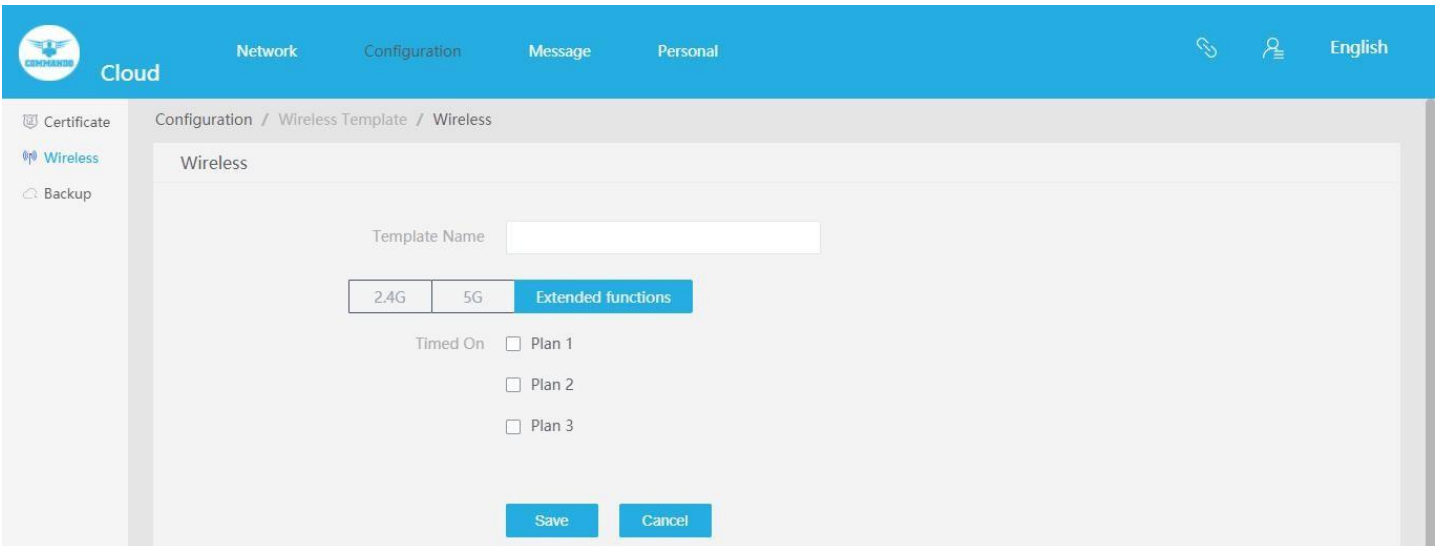 COMMANDO
Cloud
Network Configuration Message Personal English
Certificate
Wireless
Backup
Configuration / Wireless Template / Wireless
Wireless
Template Name
2.4G 5G Extended functions
Timed On Plan 1
Plan 2
Plan 3
Save Cancel